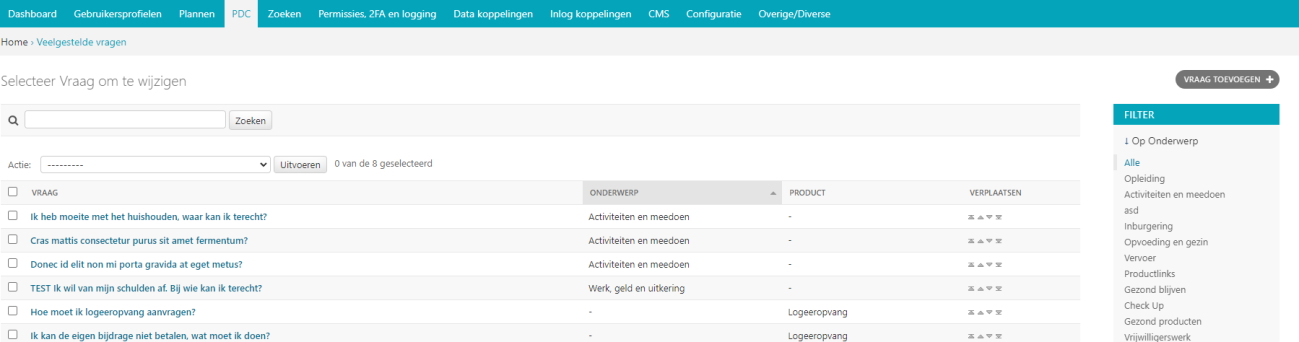 Dashboard Gebruikersprofielen Plannen PDC Zoeken Permissies, 2FA en logging Data koppelingen Inlog koppelingen CMS Configuratie Overige/Diverse
Home › Veelgestelde vragen
Selecteer Vraag om te wijzigen
VRAAG TOEVOEGEN +
Zoeken
Actie: --------- Uitvoeren 0 van de 8 geselecteerd
VRAAG ONDERWERP PRODUCT VERPLAATSEN
Ik heb moeite met het huishouden, waar kan ik terecht? Activiteiten en meedoen -
Cras mattis consectetur purus sit amet fermentum? Activiteiten en meedoen -
Donec id elit non mi porta gravida at eget metus? Activiteiten en meedoen -
TEST Ik wil van mijn schulden af. Bij wie kan ik terecht? Werk, geld en uitkering -
Hoe moet ik logeeropvang aanvragen? - Logeeropvang
Ik kan de eigen bijdrage niet betalen, wat moet ik doen? - Logeeropvang
FILTER
↓ Op Onderwerp
Alle
Opleiding
Activiteiten en meedoen
asd
Inburgering
Opvoeding en gezin
Vervoer
Productlinks
Gezond blijven
Check Up
Gezond producten
Vrijwilligerswerk